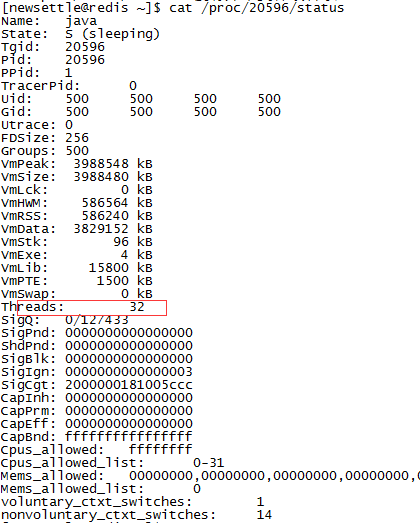 [newsettle@redis ~]$ cat /proc/20596/status
Name:   java
State:  S (sleeping)
Tgid:   20596
Pid:    20596
PPid:   1
TracerPid:      0
Uid:    500     500     500     500
Gid:    500     500     500     500
Utrace: 0
FDSize: 256
Groups: 500
VmPeak:  3988548 kB
VmSize:  3988480 kB
VmLck:         0 kB
VmHWM:    586564 kB
VmRSS:    586240 kB
VmData:  3829152 kB
VmStk:        96 kB
VmExe:         4 kB
VmLib:     15800 kB
VmPTE:      1500 kB
VmSwap:        0 kB
Threads:        32
SigQ:   0/127433
SigPnd: 0000000000000000
ShdPnd: 0000000000000000
SigBlk: 0000000000000000
SigIgn: 0000000000000003
SigCgt: 2000000181005ccc
CapInh: 0000000000000000
CapPrm: 0000000000000000
CapEff: 0000000000000000
CapBnd: ffffffffffffffff
Cpus_allowed:   ffffffff
Cpus_allowed_list:      0-31
Mems_allowed:   00000000,00000000,00000000,00000000,
Mems_allowed_list:      0
voluntary_ctxt_switches:        1
nonvoluntary_ctxt_switches:     14